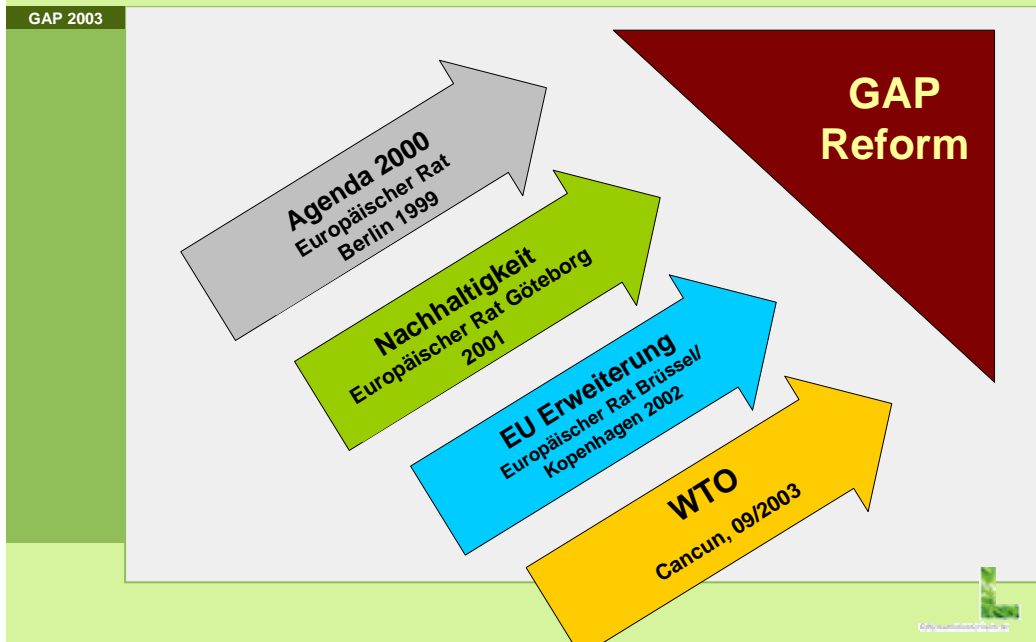 GAP 2003
GAP
Reform
Agenda 2000
Europäischer Rat
Berlin 1999
Nachhaltigkeit
Europäischer Rat Göteborg
2001
EU Erweiterung
Europäischer Rat Brüssel/
Kopenhagen 2002
WTO
Cancun, 09/2003
L